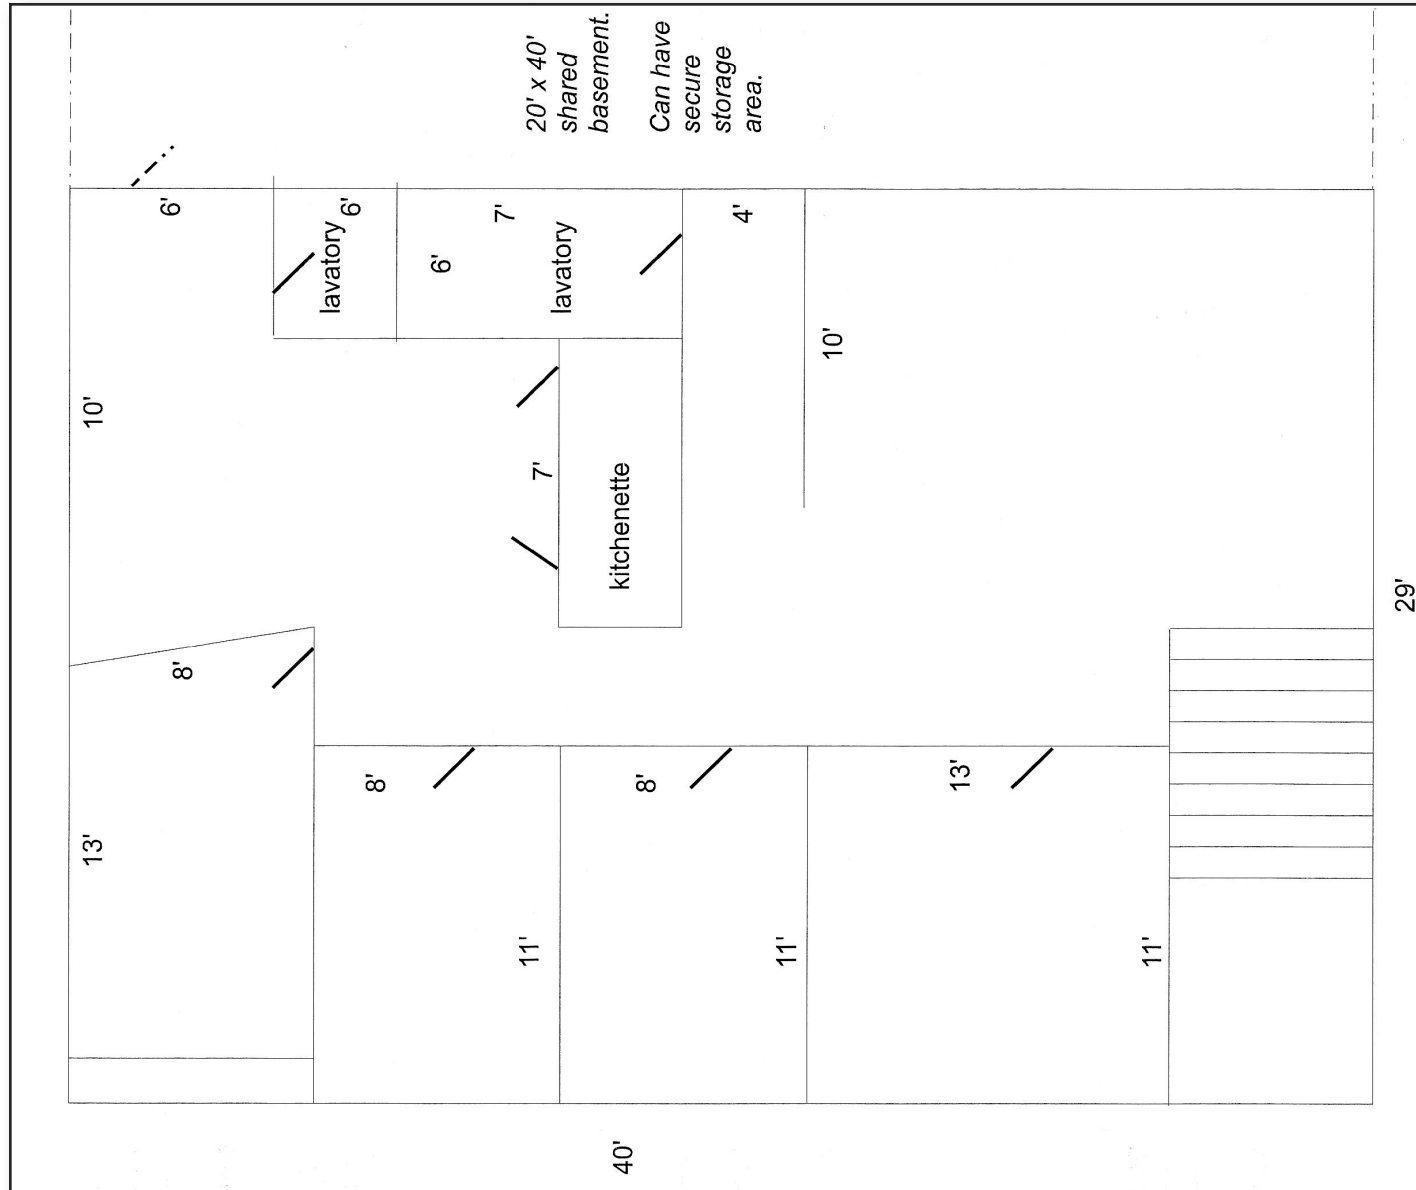 13'
10'
6'
8'
lavatory
6'
8'
6'
7'
11'
7'
lavatory
20' x 40'
shared
basement.
Can have
secure
storage
area.
kitchenette
40'
8'
4'
11'
10'
13'
11'
29'